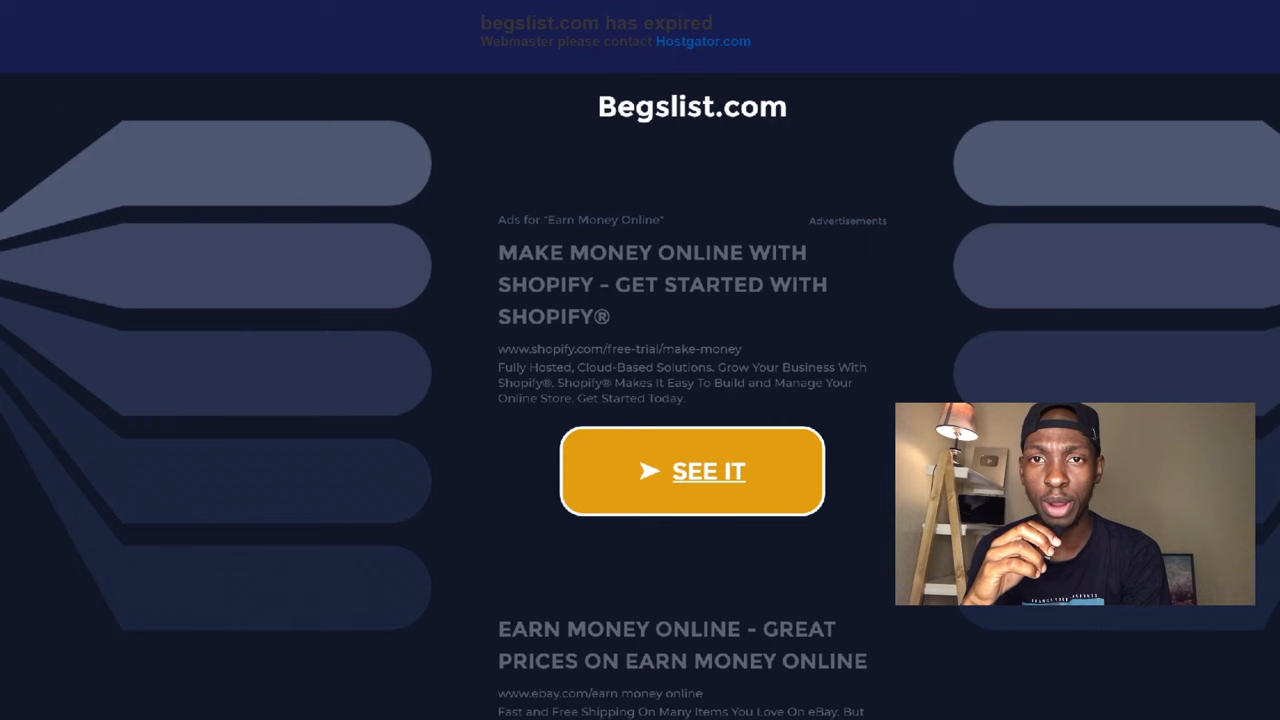 begslist.com has expired
Webmaster please contact Hostgator.com
Begslist.com
Ads for "Earn Money Online"
Advertisements
MAKE MONEY ONLINE WITH
SHOPIFY - GET STARTED WITH
SHOPIFY®
www.shopify.com/free-trial/make-money
Fully Hosted, Cloud-Based Solutions. Grow Your Business With
Shopify®. Shopify® Makes It Easy To Build and Manage Your
Online Store. Get Started Today.
➤ SEE IT
EARN MONEY ONLINE - GREAT
PRICES ON EARN MONEY ONLINE
www.ebay.com/earn money online
Fast and Free Shipping On Many Items You Love On eBay. But